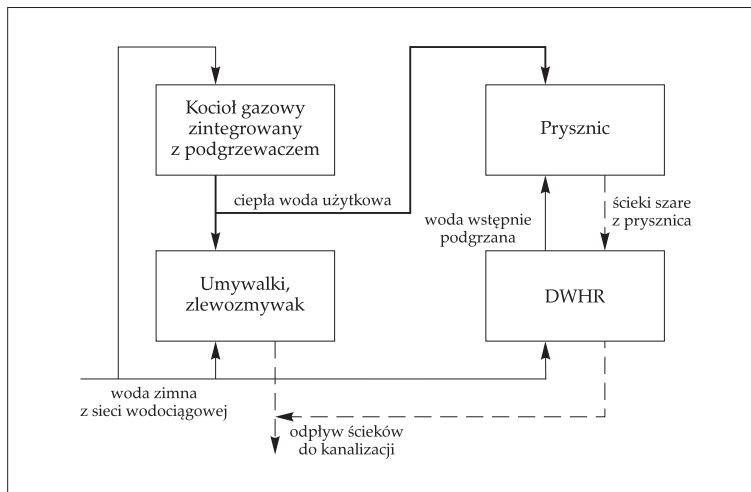 Kocioł gazowy
zintegrowany
z podgrzewaczem
Prysznic
ciepła woda użytkowa
woda wstępnie
podgrzana
ścieki szare
z prysznica
Umywalki,
zlewozmywak
DWHR
woda zimna
z sieci wodociągowej
odpływ ścieków
do kanalizacji